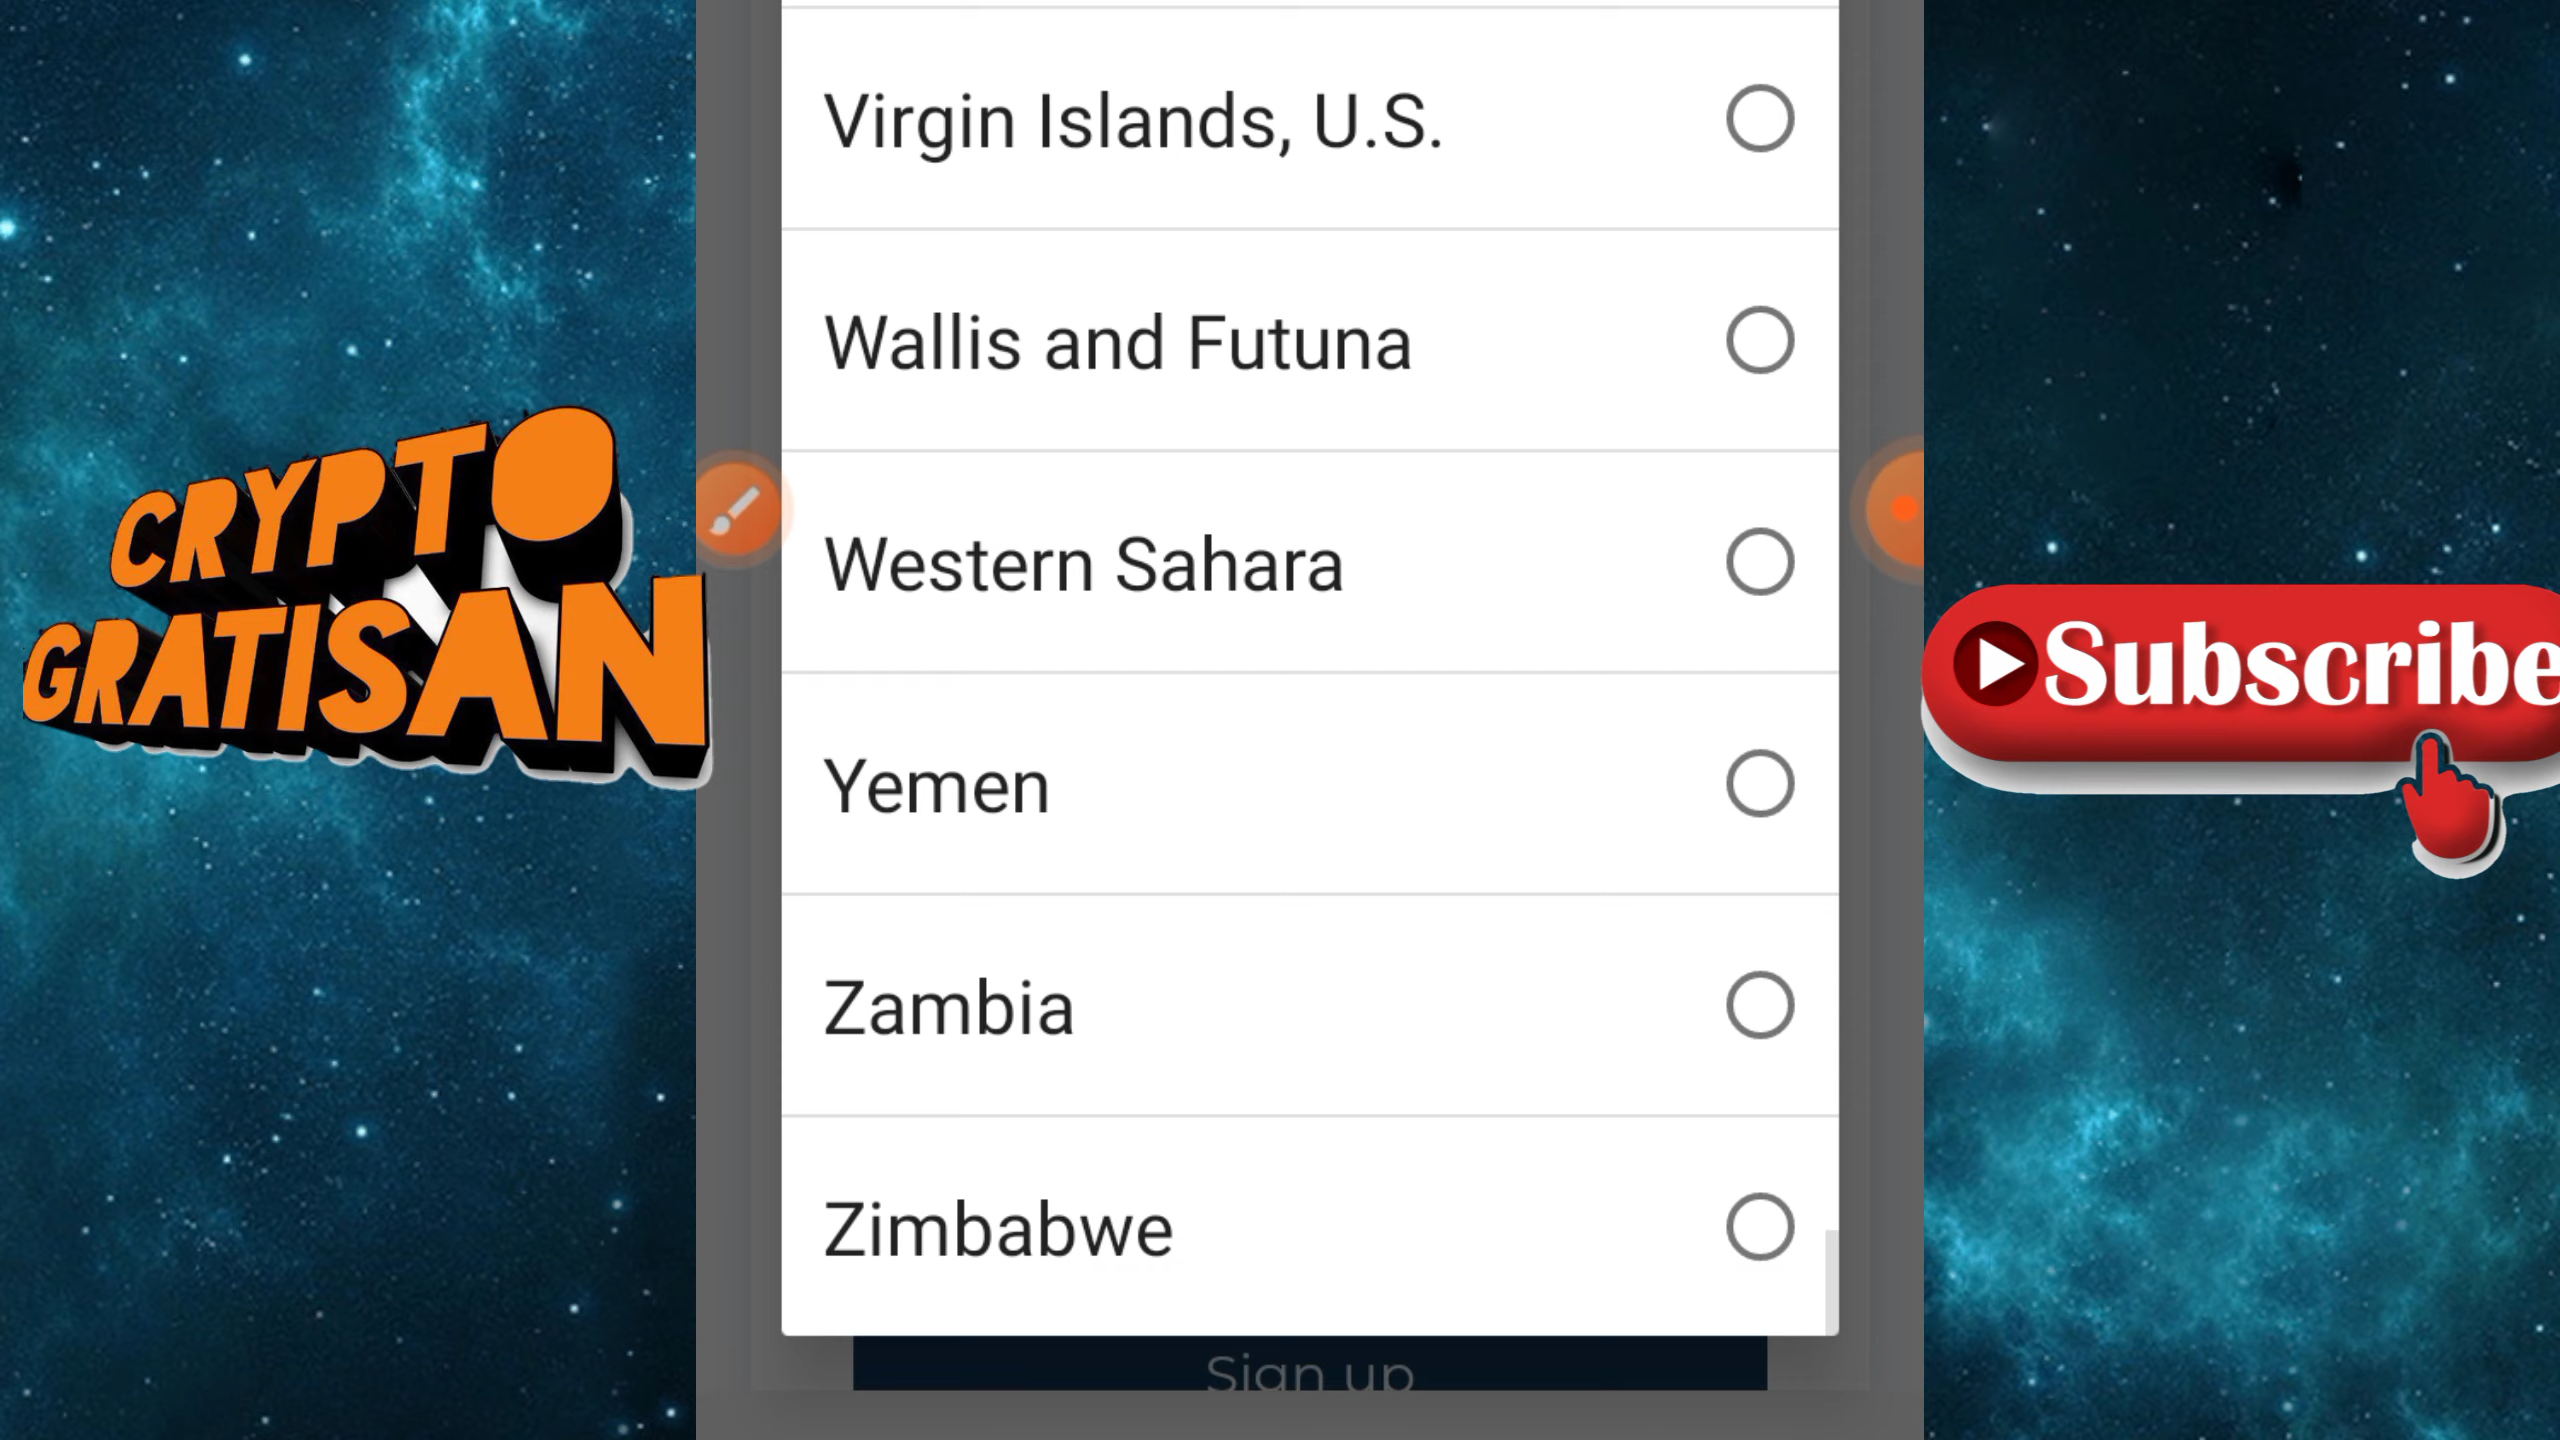 CRYPTO
GRATISAN
Virgin Islands, U.S.
Wallis and Futuna
Western Sahara
Yemen
Zambia
Zimbabwe
Sign up
Subscribe